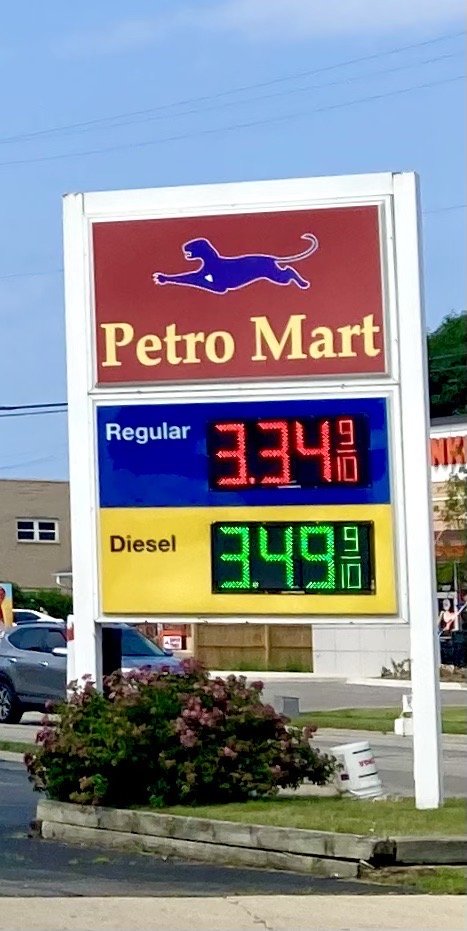 Petro Mart
Regular 3.34 9/10
Diesel 3.49 9/10